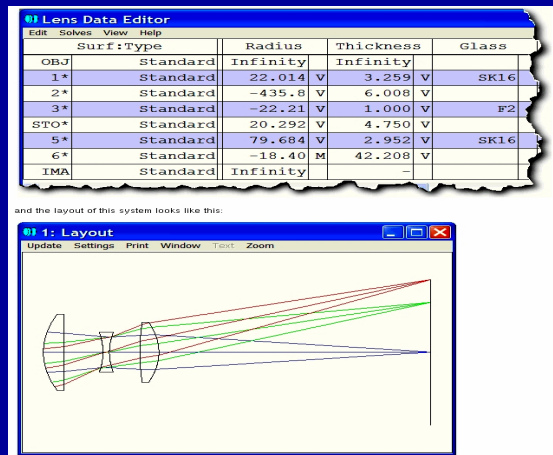 Lens Data Editor
Edit Solves View Help
Surf:Type Radius Thickness Glass
OBJ Standard Infinity Infinity
1* Standard 22.014 V 3.259 V SK16
2* Standard -435.8 V 6.008 V
3* Standard -22.21 V 1.000 V F2
STO* Standard 20.292 V 4.750 V
5* Standard 79.684 V 2.952 V SK16
6* Standard -18.40 M 42.208 V
IMA Standard Infinity -
and the layout of this system looks like this:
1: Layout
Update Settings Print Window Text Zoom